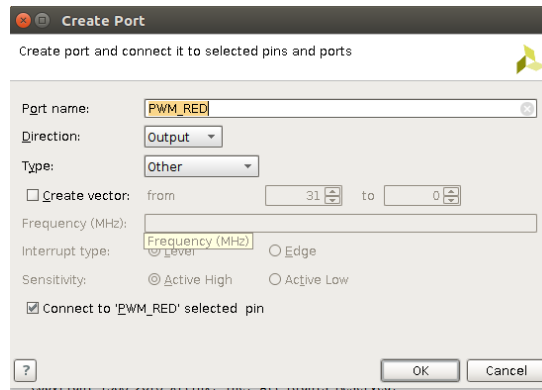 Create Port
Create port and connect it to selected pins and ports
Port name: PWM_RED
Direction: Output
Type: Other
Create vector: from 31 to 0
Frequency (MHz):
Frequency (MHz)
Interrupt type: Level Edge
Sensitivity: Active High Active Low
Connect to 'PWM_RED' selected pin
? OK Cancel